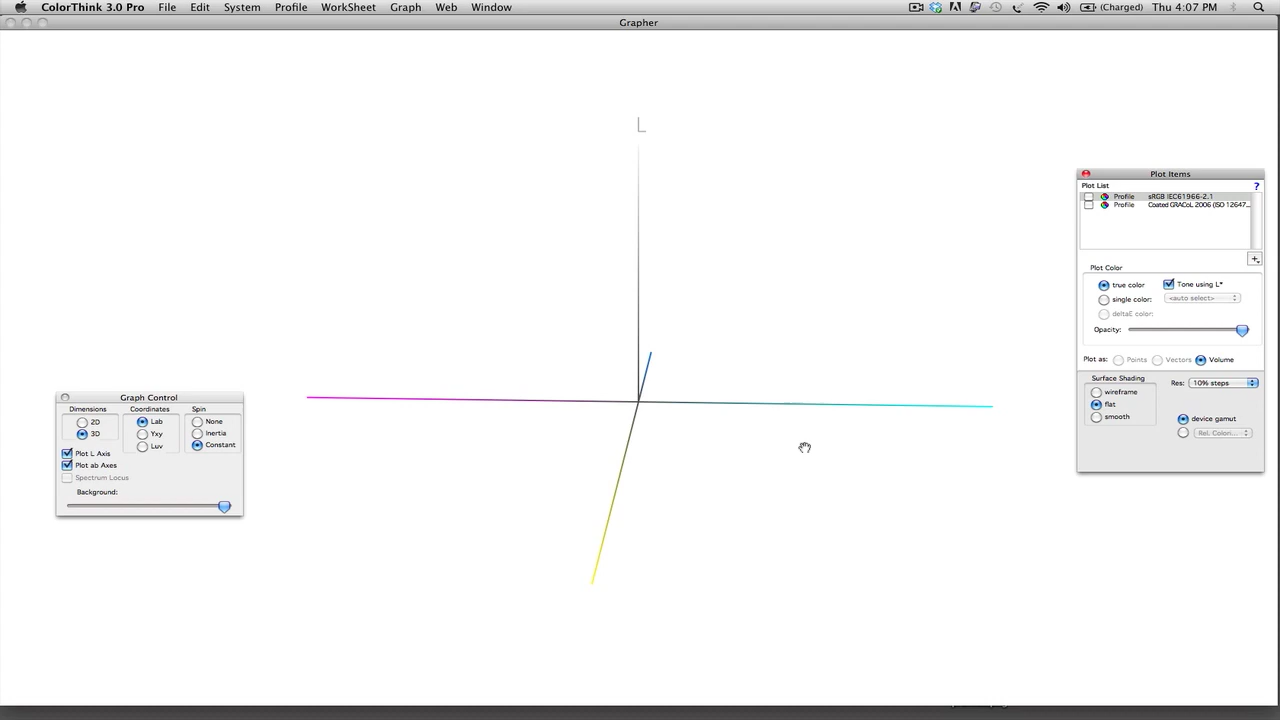 ColorThink 3.0 Pro File Edit System Profile WorkSheet Graph Web Window (Charged) Thu 4:07 PM
Grapher
L
Plot Items
Plot List ?
Profile sRGB IEC61966-2.1
Profile Coated GRACoL 2006 (ISO 12647...
Plot Color
true color Tone using L*
single color: <auto select>
deltaE color:
Opacity:
Plot as: Points Vectors Volume
Surface Shading Res: 10% steps
wireframe
flat
smooth
device gamut
Rel. Colori...
Graph Control
Dimensions Coordinates Spin
2D Lab None
3D Yxy Inertia
Luv Constant
Plot L Axis
Plot ab Axes
Spectrum Locus
Background: